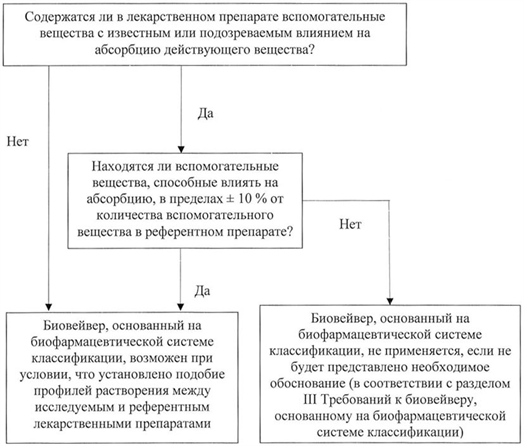 Содержатся ли в лекарственном препарате вспомогательные
вещества с известным или подозреваемым влиянием на
абсорбцию действующего вещества?
Да
Нет
Находятся ли вспомогательные
вещества, способные влиять на
абсорбцию, в пределах ± 10 % от
количества вспомогательного
вещества в референтном препарате?
Нет
Да
Биовейвер, основанный на
биофармацевтической системе
классификации, возможен при
условии, что установлено подобие
профилей растворения между
исследуемым и референтным
лекарственными препаратами
Биовейвер, основанный на
биофармацевтической системе
классификации, не применяется, если не
будет представлено необходимое
обоснование (в соответствии с разделом
III Требований к биовейверу,
основанному на биофармацевтической
системе классификации)